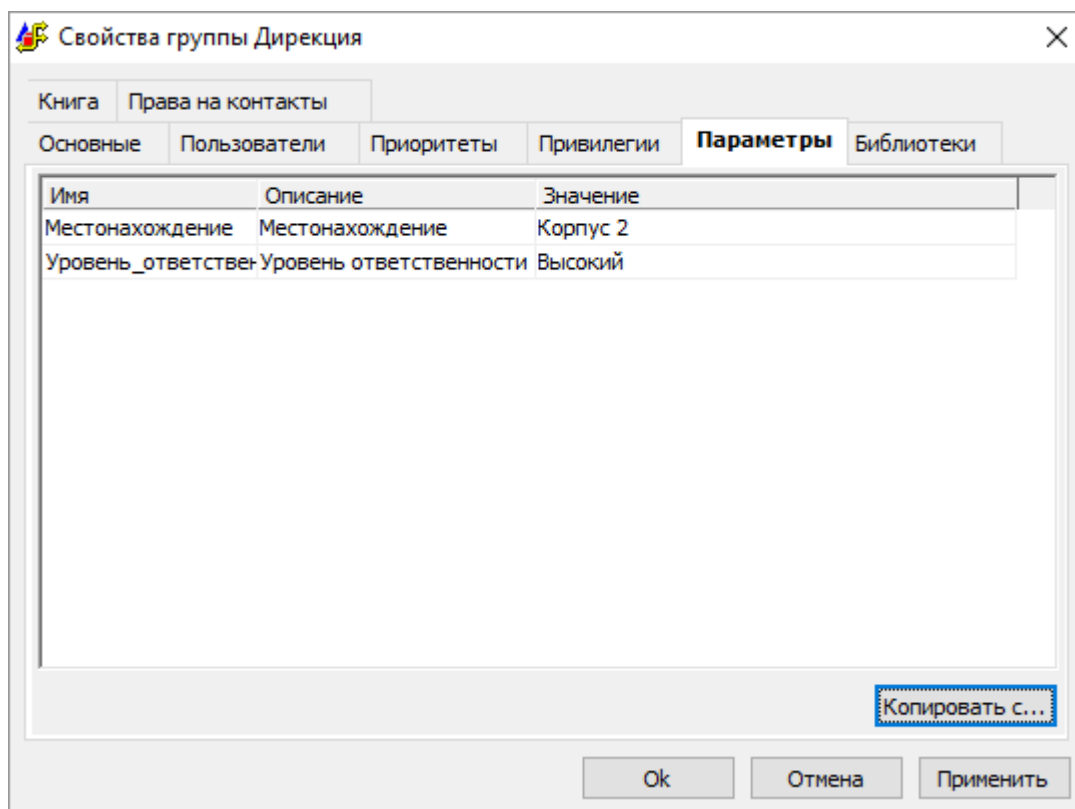 Свойства группы Дирекция
Книга Права на контакты
Основные Пользователи Приоритеты Привилегии Параметры Библиотеки
Имя Описание Значение
Местонахождение Местонахождение Корпус 2
Уровень_ответствен Уровень ответственности Высокий
Копировать с...
Ok Отмена Применить